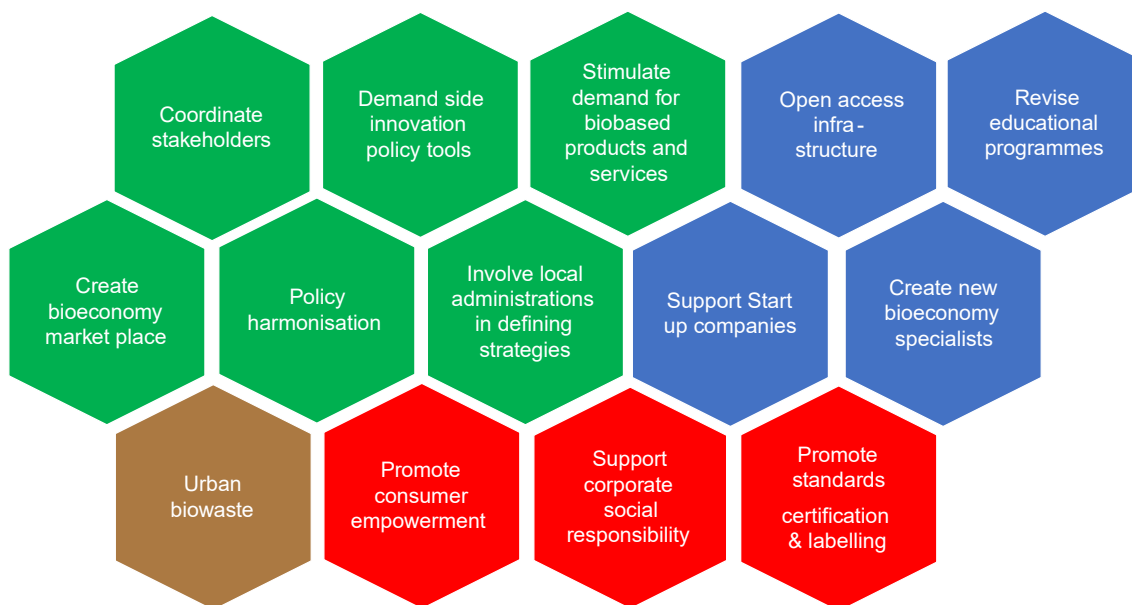 Coordinate
stakeholders
Demand side
innovation
policy tools
Stimulate
demand for
biobased
products and
services
Open access
infra-
structure
Revise
educational
programmes
Create
bioeconomy
market place
Policy
harmonisation
Involve local
administrations
in defining
strategies
Support Start
up companies
Create new
bioeconomy
specialists
Urban
biowaste
Promote
consumer
empowerment
Support
corporate
social
responsibility
Promote
standards
certification
& labelling